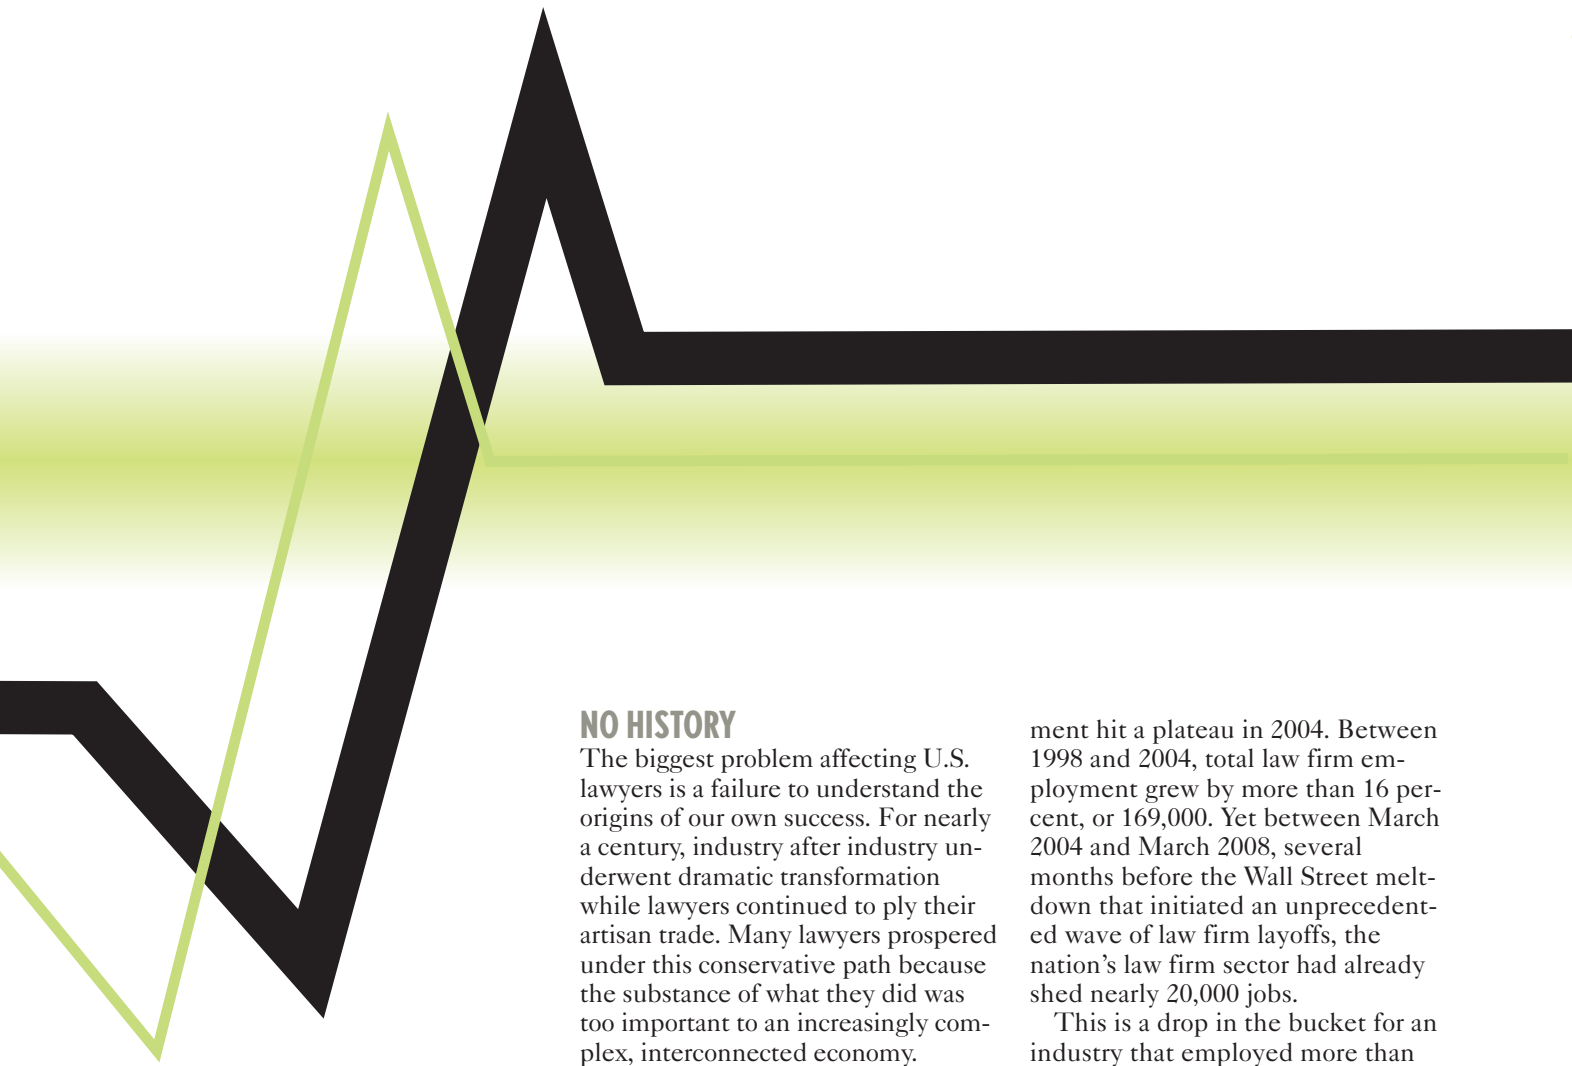 NO HISTORY
The biggest problem affecting U.S.
lawyers is a failure to understand the
origins of our own success. For nearly
a century, industry after industry un-
derwent dramatic transformation
while lawyers continued to ply their
artisan trade. Many lawyers prospered
under this conservative path because
the substance of what they did was
too important to an increasingly com-
plex, interconnected economy.
ment hit a plateau in 2004. Between
1998 and 2004, total law firm em-
ployment grew by more than 16 per-
cent, or 169,000. Yet between March
2004 and March 2008, several
months before the Wall Street melt-
down that initiated an unprecedent-
ed wave of law firm layoffs, the
nation’s law firm sector had already
shed nearly 20,000 jobs.
This is a drop in the bucket for an
industry that employed more than